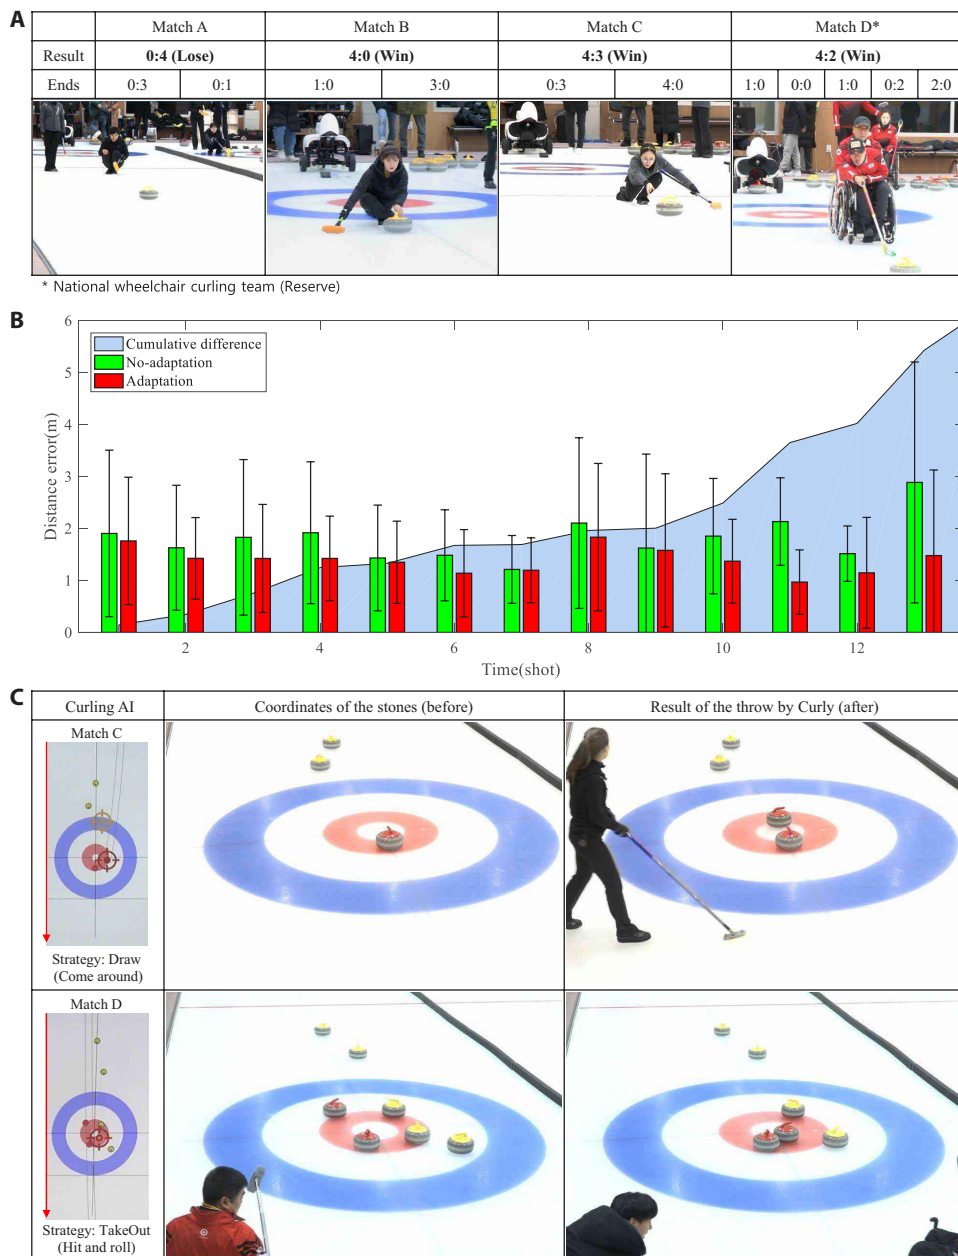 A
Match A Match B Match C Match D*
Result 0:4 (Lose) 4:0 (Win) 4:3 (Win) 4:2 (Win)
Ends 0:3 0:1 1:0 3:0 0:3 4:0 1:0 0:0 1:0 0:2 2:0
* National wheelchair curling team (Reserve)
B
Cumulative difference
No-adaptation
Adaptation
Distance error(m)
6
5
4
3
2
1
0
2 4 6 8 10 12
Time(shot)
C
Curling AI Coordinates of the stones (before) Result of the throw by Curly (after)
Match C
Strategy: Draw
(Come around)
Match D
Strategy: TakeOut
(Hit and roll)